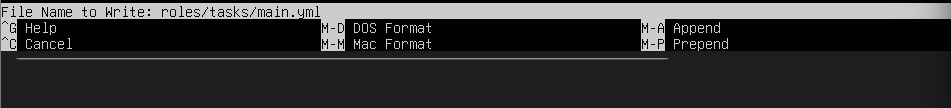 File Name to Write: roles/tasks/main.yml
^G Help M-D DOS Format M-A Append
^C Cancel M-M Mac Format M-P Prepend